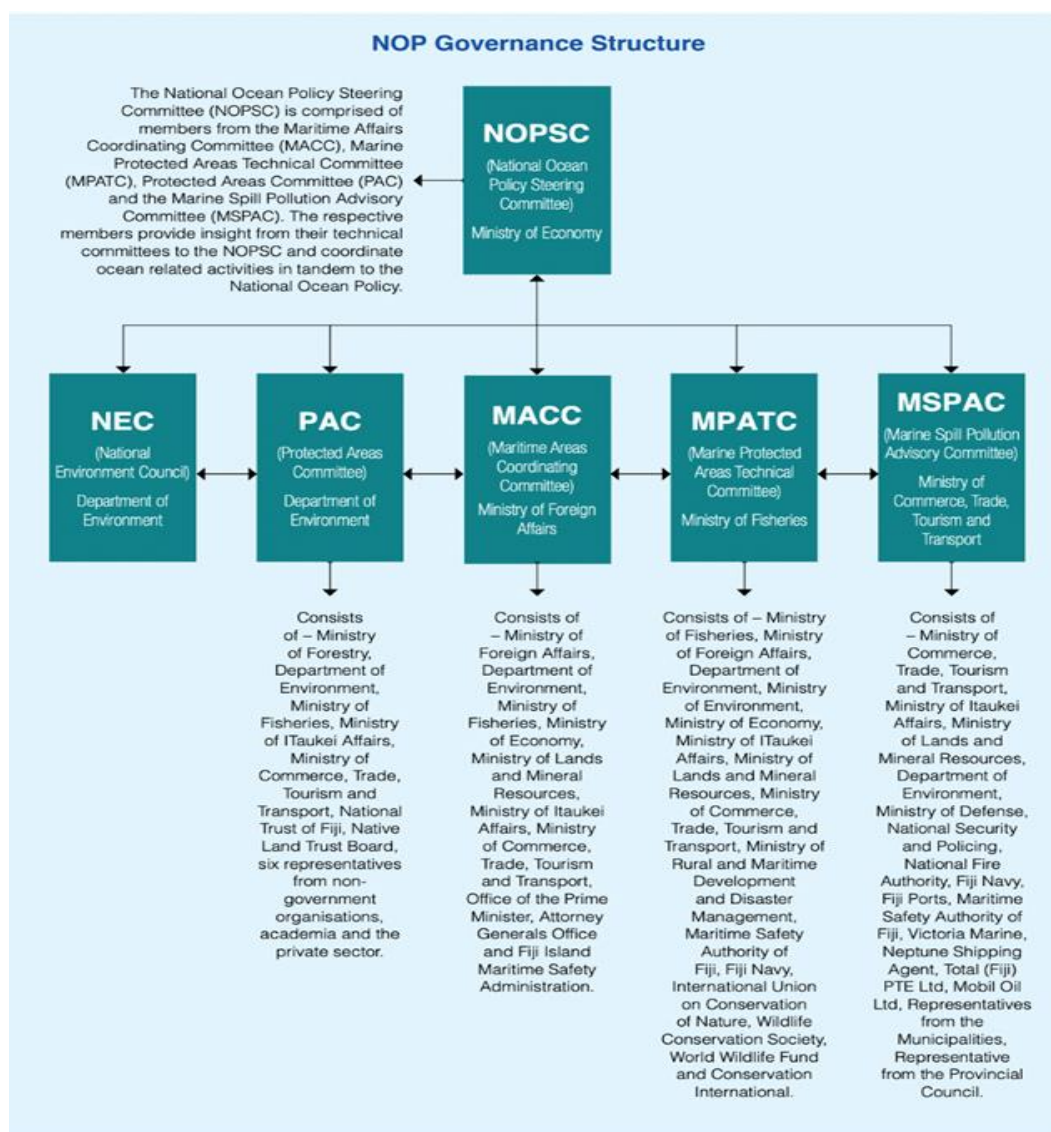 NOP Governance Structure
The National Ocean Policy Steering
Committee (NOPSC) is comprised of
members from the Maritime Affairs
Coordinating Committee (MACC), Marine
Protected Areas Technical Committee
(MPATC), Protected Areas Committee (PAC)
and the Marine Spill Pollution Advisory
Committee (MSPAC). The respective
members provide insight from their technical
committees to the NOPSC and coordinate
ocean related activities in tandem to the
National Ocean Policy.
NOPSC
(National Ocean
Policy Steering
Committee)
Ministry of Economy
NEC
(National
Environment Council)
Department of
Environment
PAC
(Protected Areas
Committee)
Department of
Environment
MACC
(Maritime Areas
Coordinating
Committee)
Ministry of Foreign
Affairs
MPATC
(Marine Protected
Areas Technical
Committee)
Ministry of Fisheries
MSPAC
(Marine Spill Pollution
Advisory Committee)
Ministry of
Commerce, Trade,
Tourism and
Transport
Consists
of – Ministry
of Forestry,
Department of
Environment,
Ministry of
Fisheries, Ministry
of ITaukei Affairs,
Ministry of
Commerce, Trade,
Tourism and
Transport, National
Trust of Fiji, Native
Land Trust Board,
six representatives
from non-
government
organisations,
academia and the
private sector.
Consists of
– Ministry of
Foreign Affairs,
Department of
Environment,
Ministry of
Fisheries, Ministry
of Economy,
Ministry of Lands
and Mineral
Resources,
Ministry of Itaukei
Affairs, Ministry
of Commerce,
Trade, Tourism
and Transport,
Office of the Prime
Minister, Attorney
Generals Office
and Fiji Island
Maritime Safety
Administration.
Consists of – Ministry
of Fisheries, Ministry
of Foreign Affairs,
Department of
Environment, Ministry
of Environment,
Ministry of Economy,
Ministry of ITaukei
Affairs, Ministry of
Lands and Mineral
Resources, Ministry
of Commerce,
Trade, Tourism and
Transport, Ministry of
Rural and Maritime
Development
and Disaster
Management,
Maritime Safety
Authority of
Fiji, Fiji Navy,
International Union
on Conservation
of Nature, Wildlife
Conservation Society,
World Wildlife Fund
and Conservation
International.
Consists of
– Ministry of
Commerce,
Trade, Tourism
and Transport,
Ministry of Itaukei
Affairs, Ministry
of Lands and
Mineral Resources,
Department of
Environment,
Ministry of Defense,
National Security
and Policing,
National Fire
Authority, Fiji Navy,
Fiji Ports, Maritime
Safety Authority of
Fiji, Victoria Marine,
Neptune Shipping
Agent, Total (Fiji)
PTE Ltd, Mobil Oil
Ltd, Representatives
from the
Municipalities,
Representative
from the Provincial
Council.